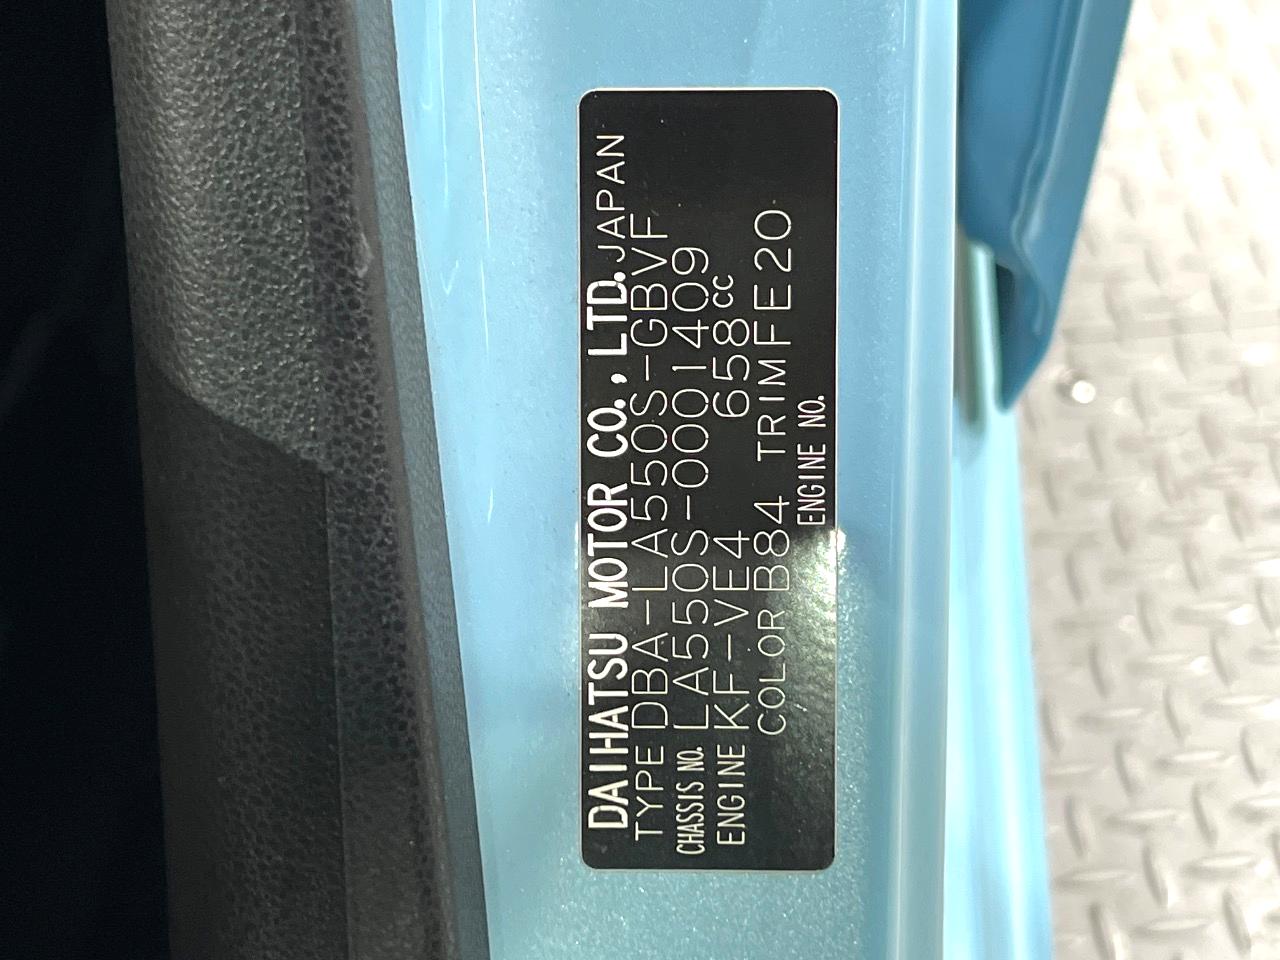 DAIHATSU MOTOR CO., LTD. JAPAN
TYPE DBA-LA550S-GBVF
CHASSIS NO. LA550S-0001409
ENGINE KF-VE4 658cc
COLOR B84 TRIM FE20
ENGINE NO.